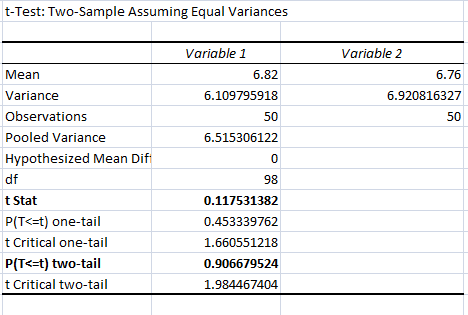 t-Test: Two-Sample Assuming Equal Variances
Variable 1 Variable 2
Mean 6.82 6.76
Variance 6.109795918 6.920816327
Observations 50 50
Pooled Variance 6.515306122
Hypothesized Mean Diff 0
df 98
t Stat 0.117531382
P(T<=t) one-tail 0.453339762
t Critical one-tail 1.660551218
P(T<=t) two-tail 0.906679524
t Critical two-tail 1.984467404